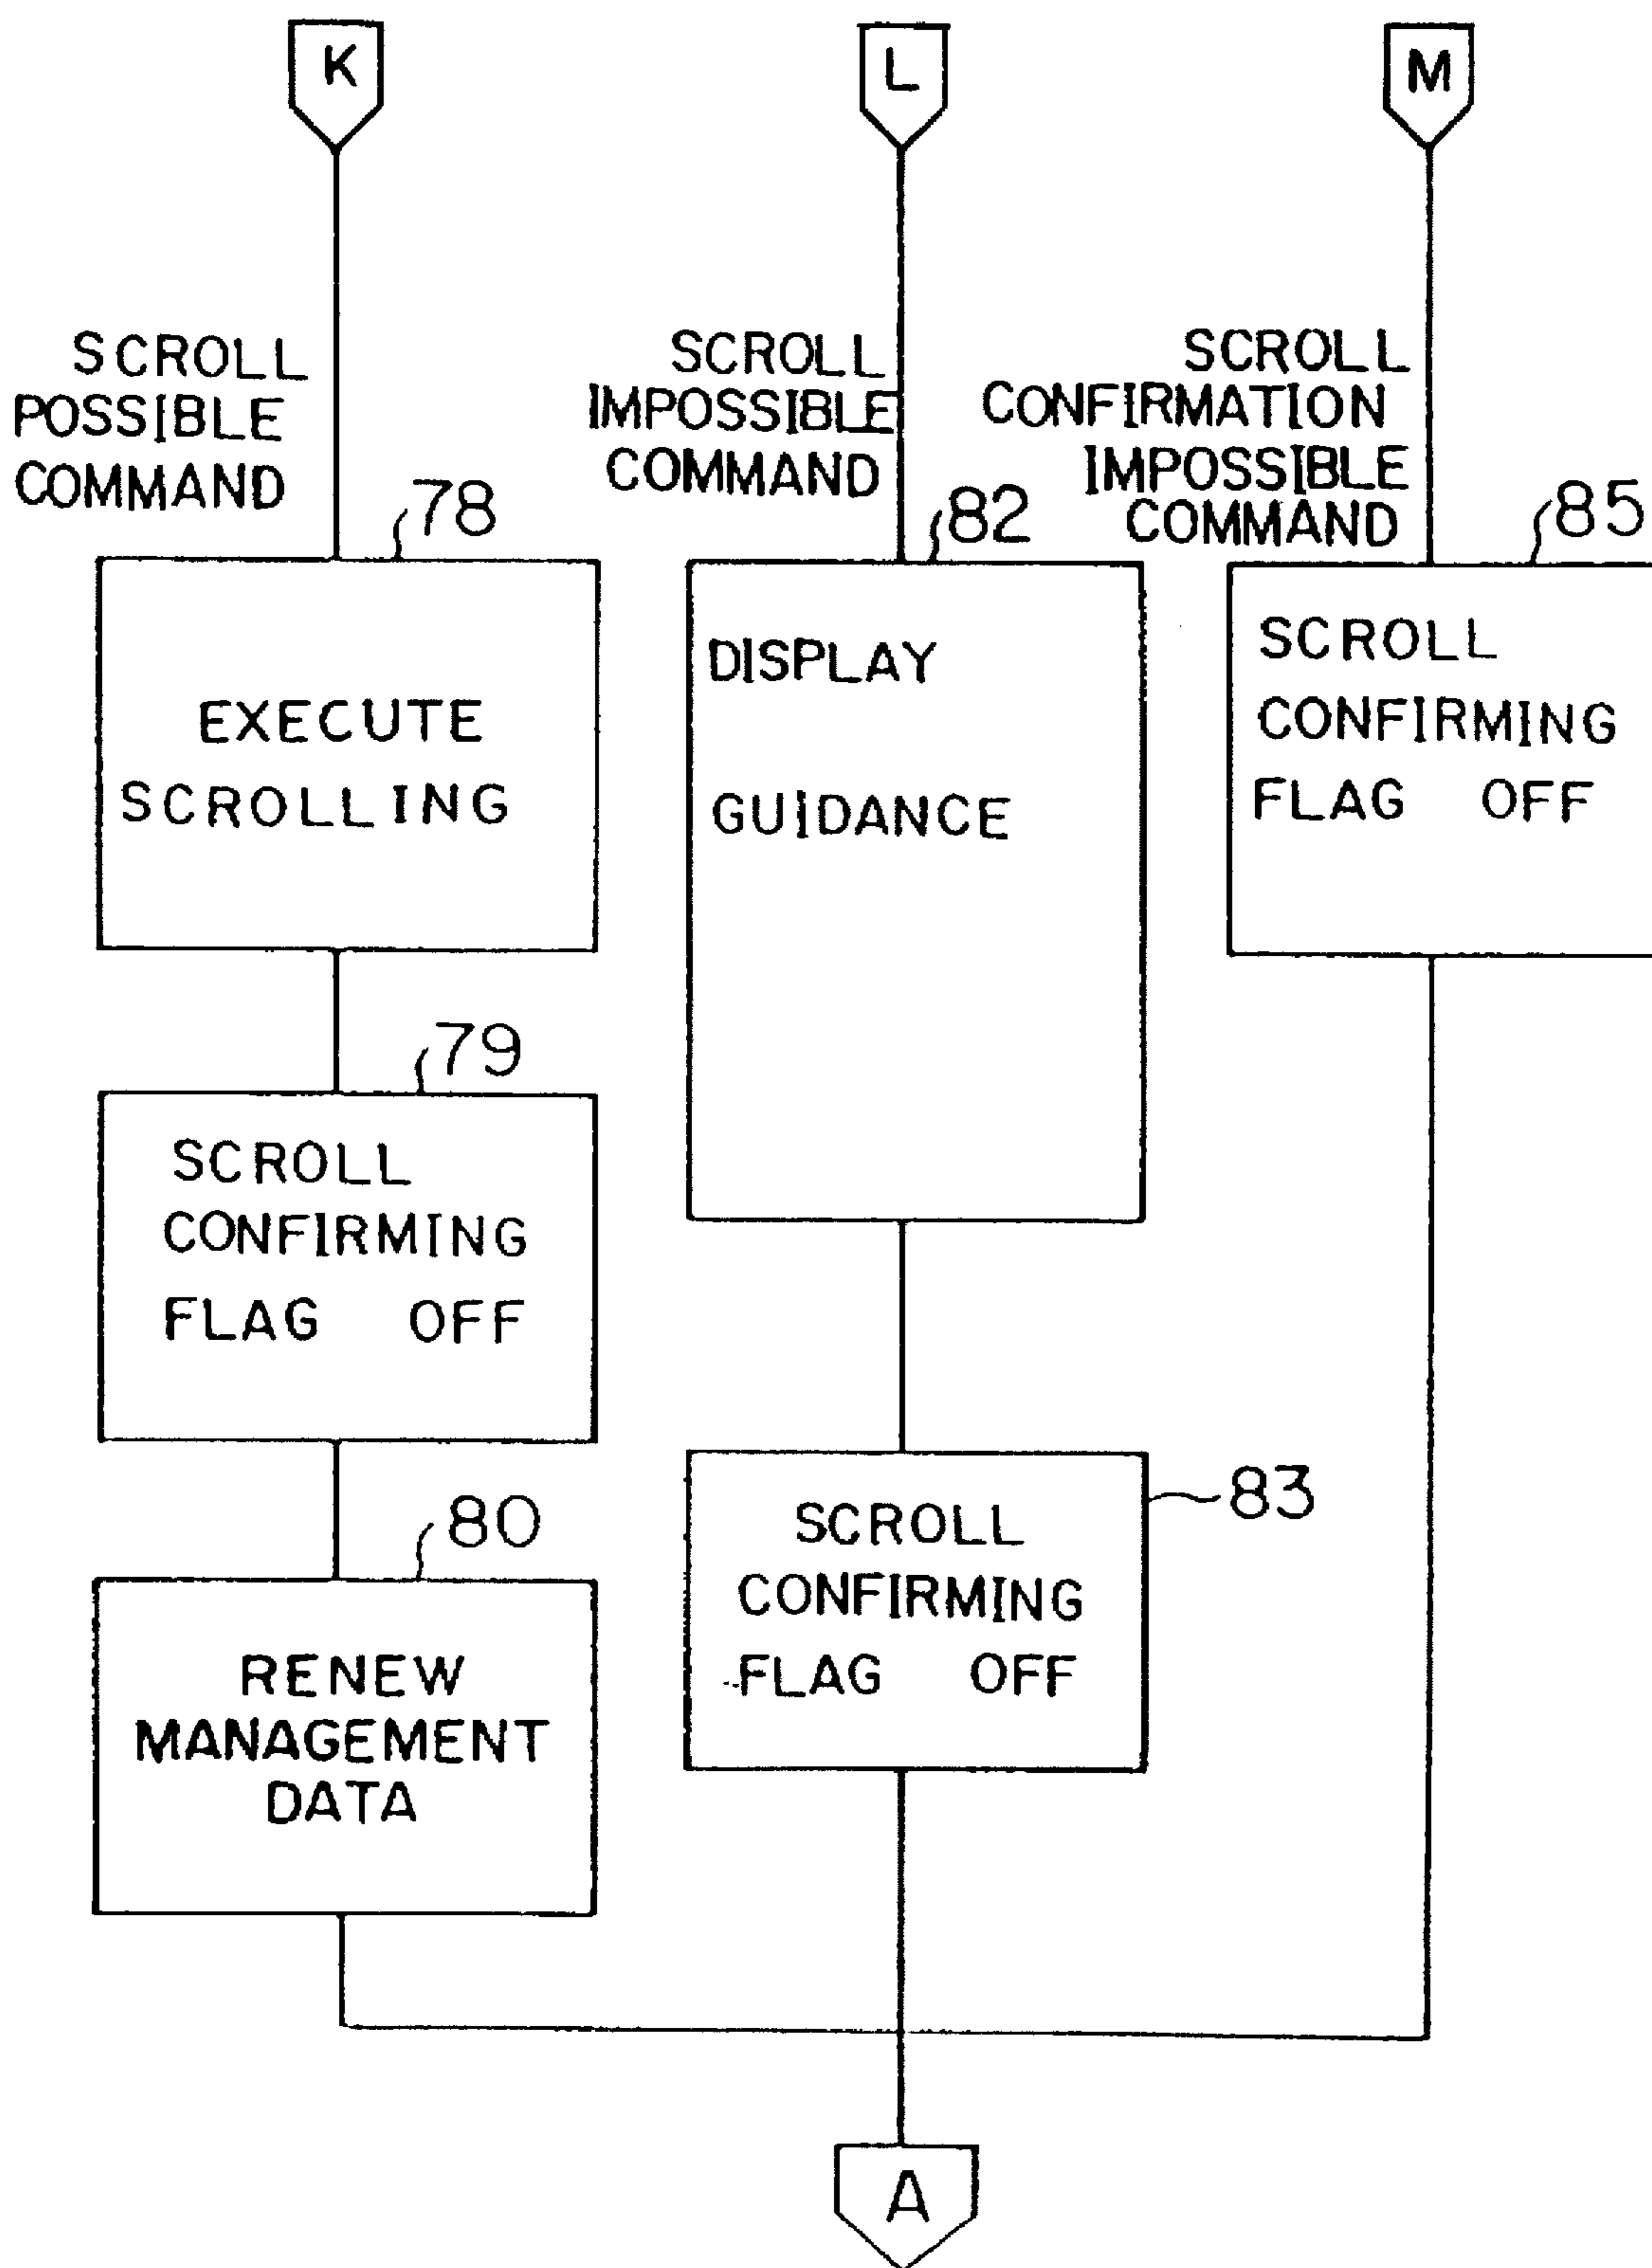 K
L
M
SCROLL
POSSIBLE
COMMAND
SCROLL
IMPOSSIBLE
COMMAND
SCROLL
CONFIRMATION
IMPOSSIBLE
COMMAND
78
EXECUTE
SCROLLING
82
DISPLAY
GUIDANCE
85
SCROLL
CONFIRMING
FLAG OFF
79
SCROLL
CONFIRMING
FLAG OFF
83
SCROLL
CONFIRMING
FLAG OFF
80
RENEW
MANAGEMENT
DATA
A